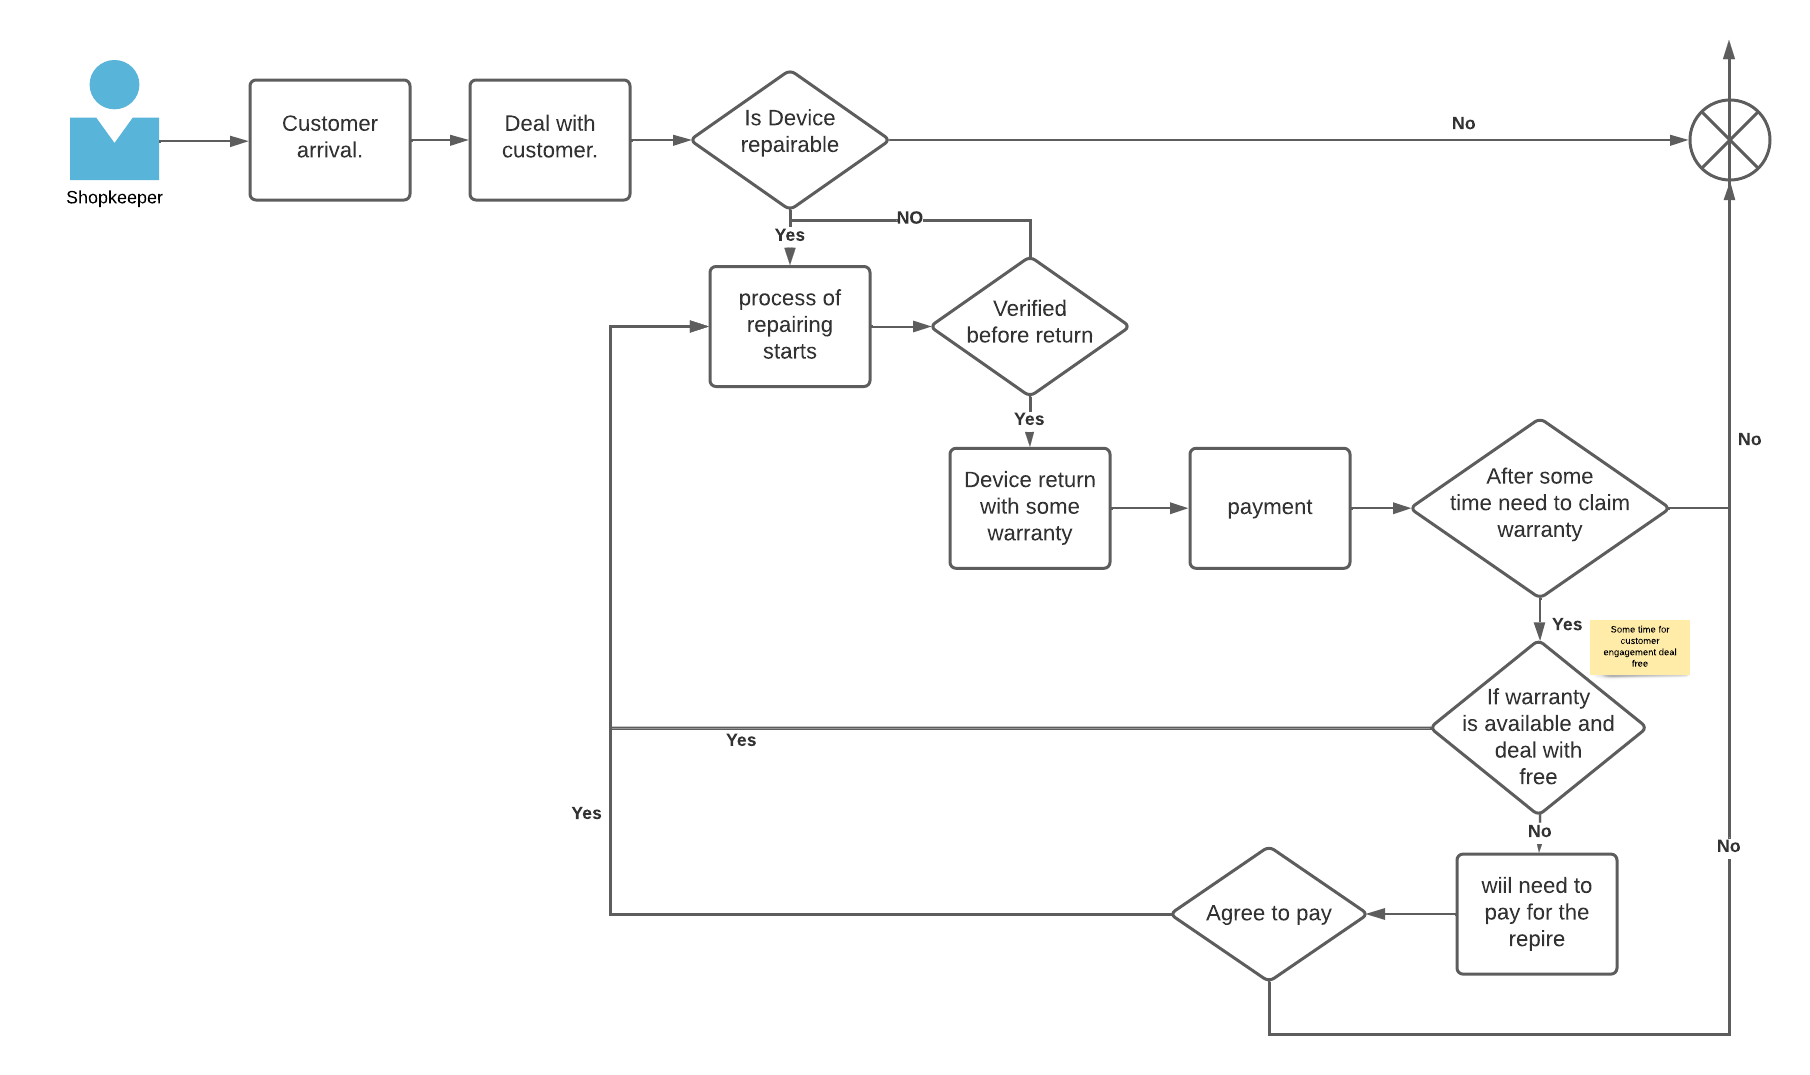 Shopkeeper
Customer
arrival.
Deal with
customer.
Is Device
repairable
No
NO
Yes
process of
repairing
starts
Verified
before return
Yes
Device return
with some
warranty
payment
After some
time need to claim
warranty
No
Yes
Some time for
customer
engagement deal
free
If warranty
is available and
deal with
free
Yes
Yes
No
No
wiil need to
pay for the
repire
Agree to pay